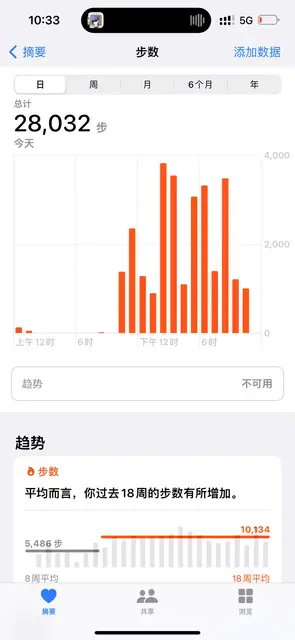 10:33
5G
摘要
步数
添加数据
日
周
月
6个月
年
总计
28,032 步
今天
4,000
2,000
0
上午12时
6时
下午12时
6时
趋势
不可用
趋势
步数
平均而言，你过去18周的步数有所增加。
10,134
5,486 步
8周平均
18周平均
摘要
共享
浏览